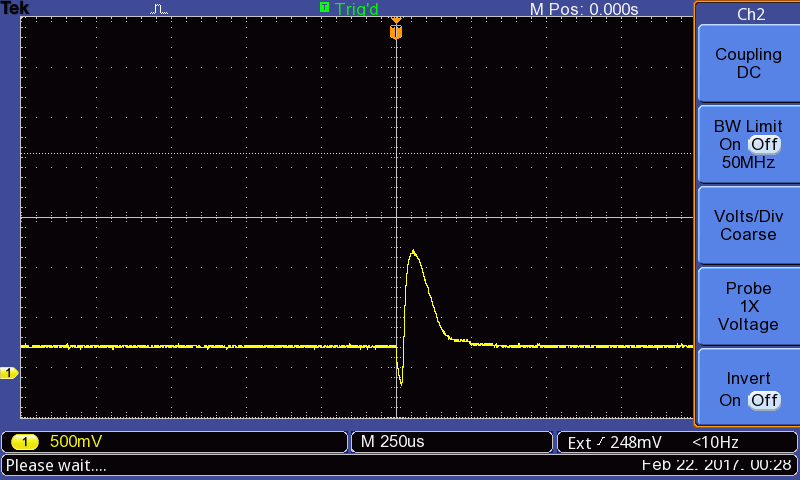 Tek
T Trig'd
M Pos: 0.000s
Ch2
T
Coupling
DC
BW Limit
On Off
50MHz
Volts/Div
Coarse
Probe
1X
Voltage
Invert
On Off
1
1 500mV
M 250us
Ext 248mV <10Hz
Please wait....
Feb 22, 2017, 00:28